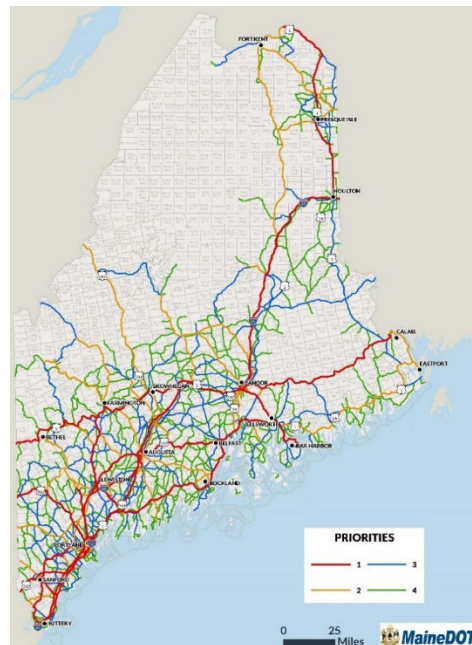 FORT KENT
PRESQUE ISLE
HOULTON
CALAIS
EASTPORT
SKOWHEGAN
BANGOR
FARMINGTON
ELLSWORTH
BETHEL
BELFAST
BAR HARBOR
AUGUSTA
LEWISTON
ROCKLAND
PORTLAND
SANFORD
KITTERY
PRIORITIES
1 3
2 4
0 25
Miles
MaineDOT